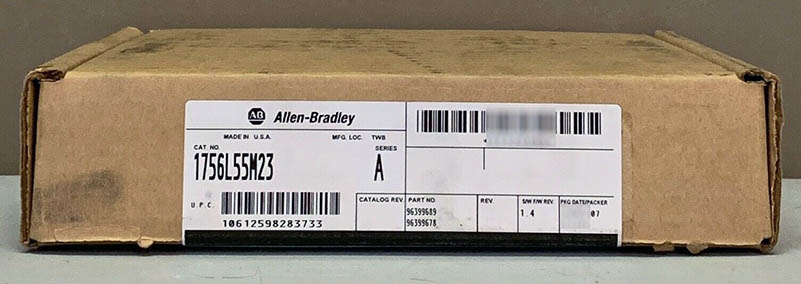 AB Allen-Bradley
MADE IN U.S.A. MFG. LOC. TWB
CAT. NO. SERIES
1756L55M23 A
U.P.C.
10612598283733
CATALOG REV. PART NO. REV. S/W F/W REV. PKG DATE/PACKER
96399689 1.4 07
96399678